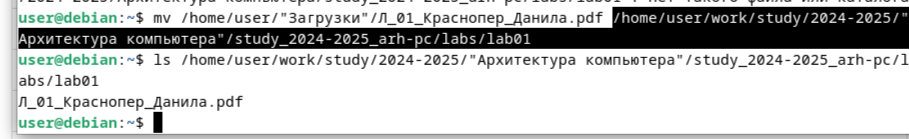 user@debian:~$ mv /home/user/"Загрузки"/Л_01_Краснопер_Данила.pdf /home/user/work/study/2024-2025/"
Архитектура компьютера"/study_2024-2025_arh-pc/labs/lab01
user@debian:~$ ls /home/user/work/study/2024-2025/"Архитектура компьютера"/study_2024-2025_arh-pc/l
abs/lab01
Л_01_Краснопер_Данила.pdf
user@debian:~$